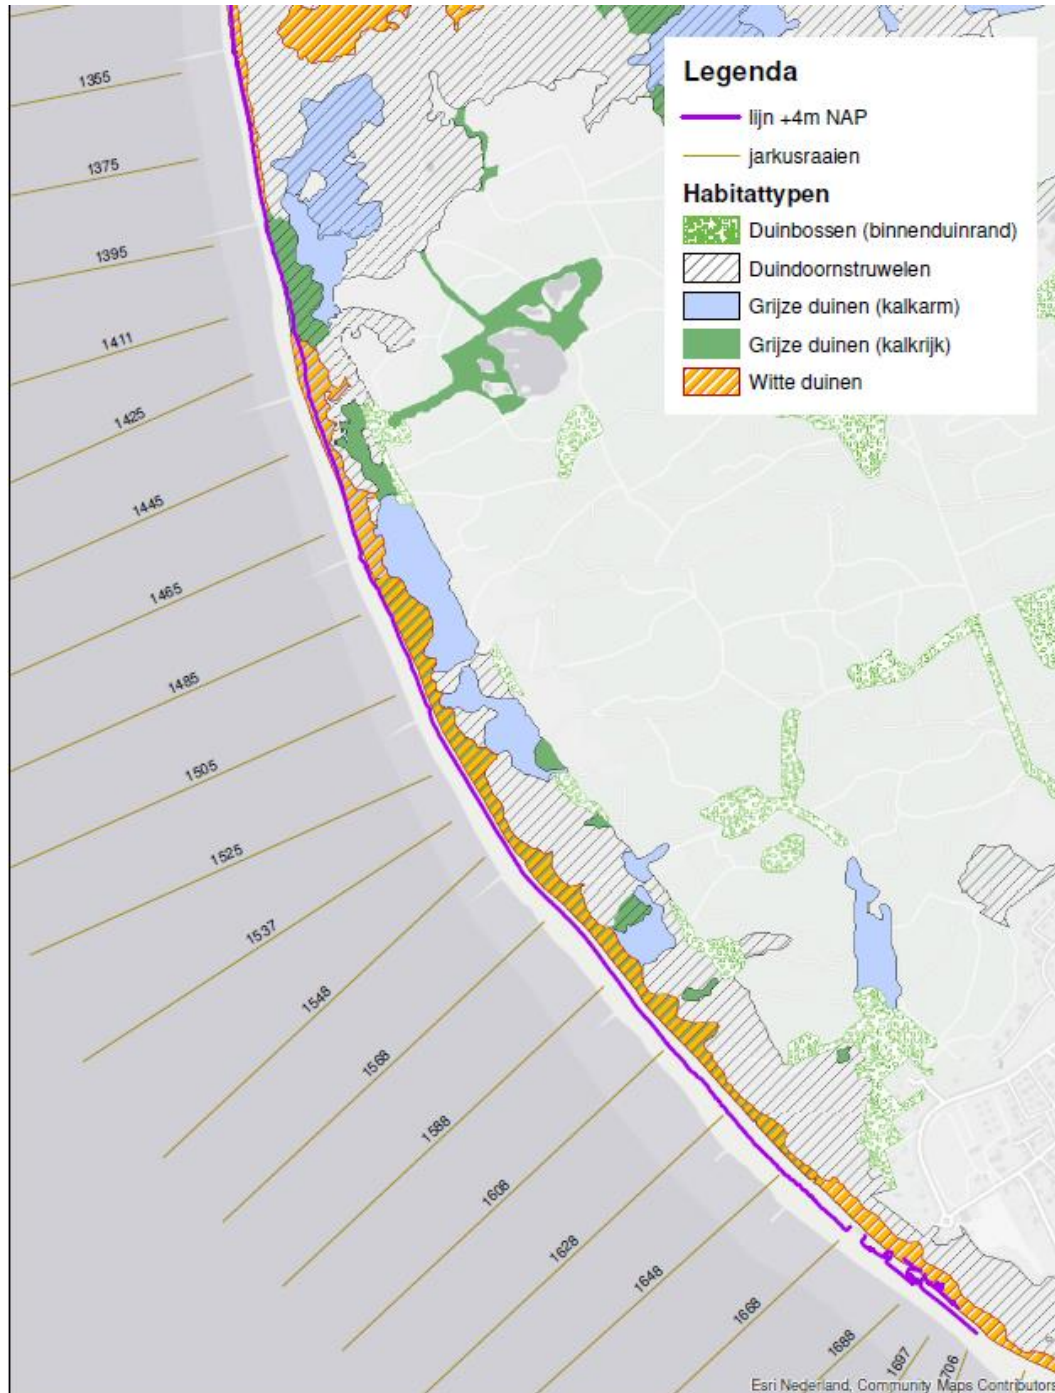 Legenda
lijn +4m NAP
jarkusraaien
Habitattypen
Duinbossen (binnenduinrand)
Duindoornstruwelen
Grijze duinen (kalkarm)
Grijze duinen (kalkrijk)
Witte duinen
1355
1375
1395
1411
1425
1445
1465
1485
1505
1525
1537
1548
1568
1588
1608
1628
1648
1668
1688
1697
1706
Esri Nederland, Community Maps Contributors